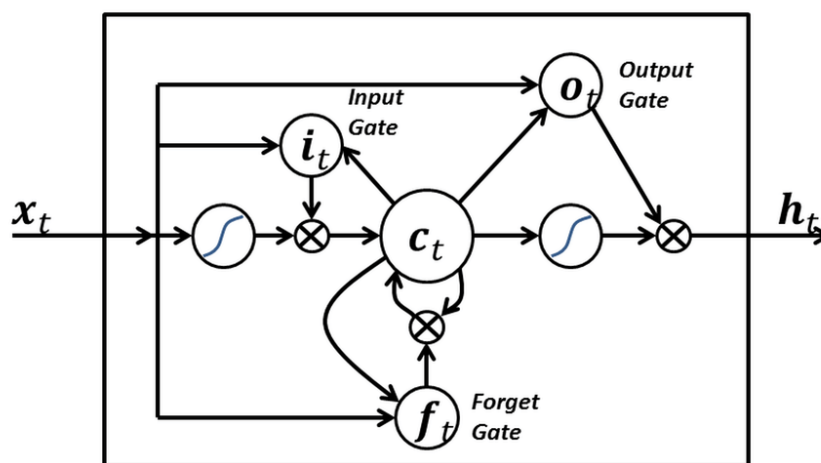 Output
Gate
o_t
Input
Gate
i_t
x_t
c_t
h_t
Forget
Gate
f_t